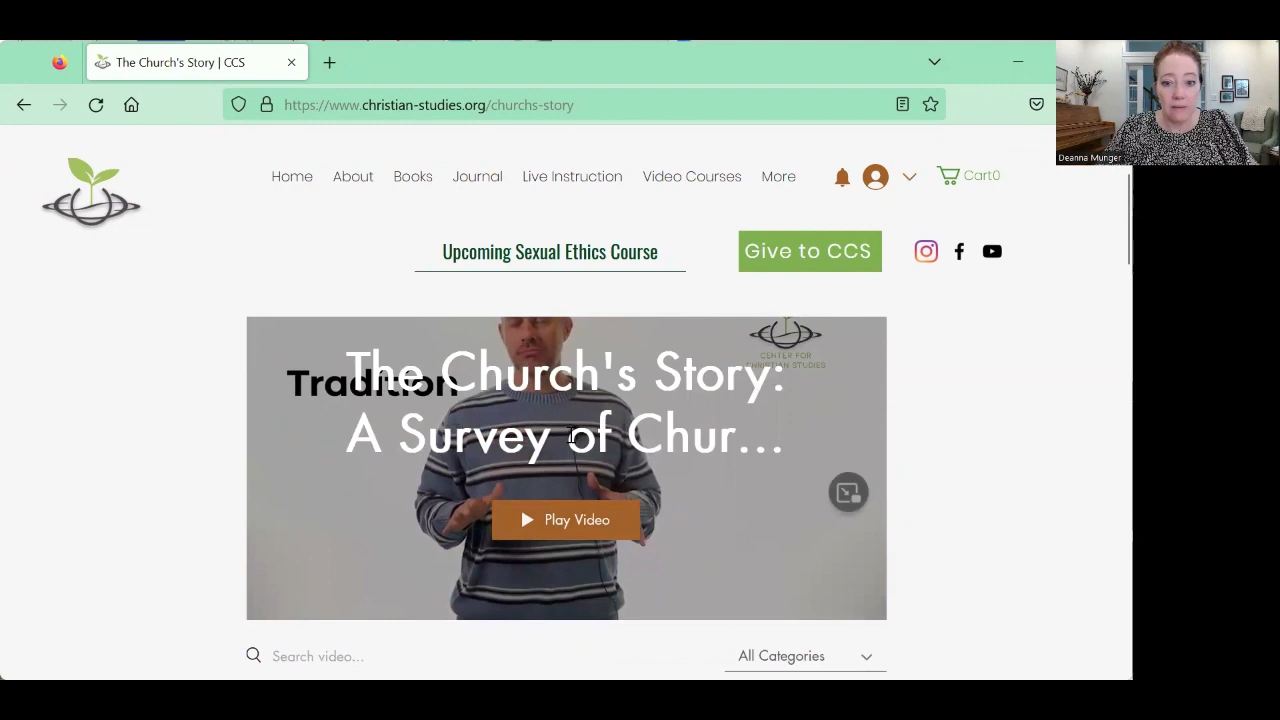 The Church's Story | CCS
https://www.christian-studies.org/churchs-story
Deanna Munger
Home About Books Journal Live Instruction Video Courses More Cart0
Upcoming Sexual Ethics Course Give to CCS
CENTER FOR
CHRISTIAN STUDIES
Tradition
The Church's Story:
A Survey of Chur...
Play Video
Search video... All Categories